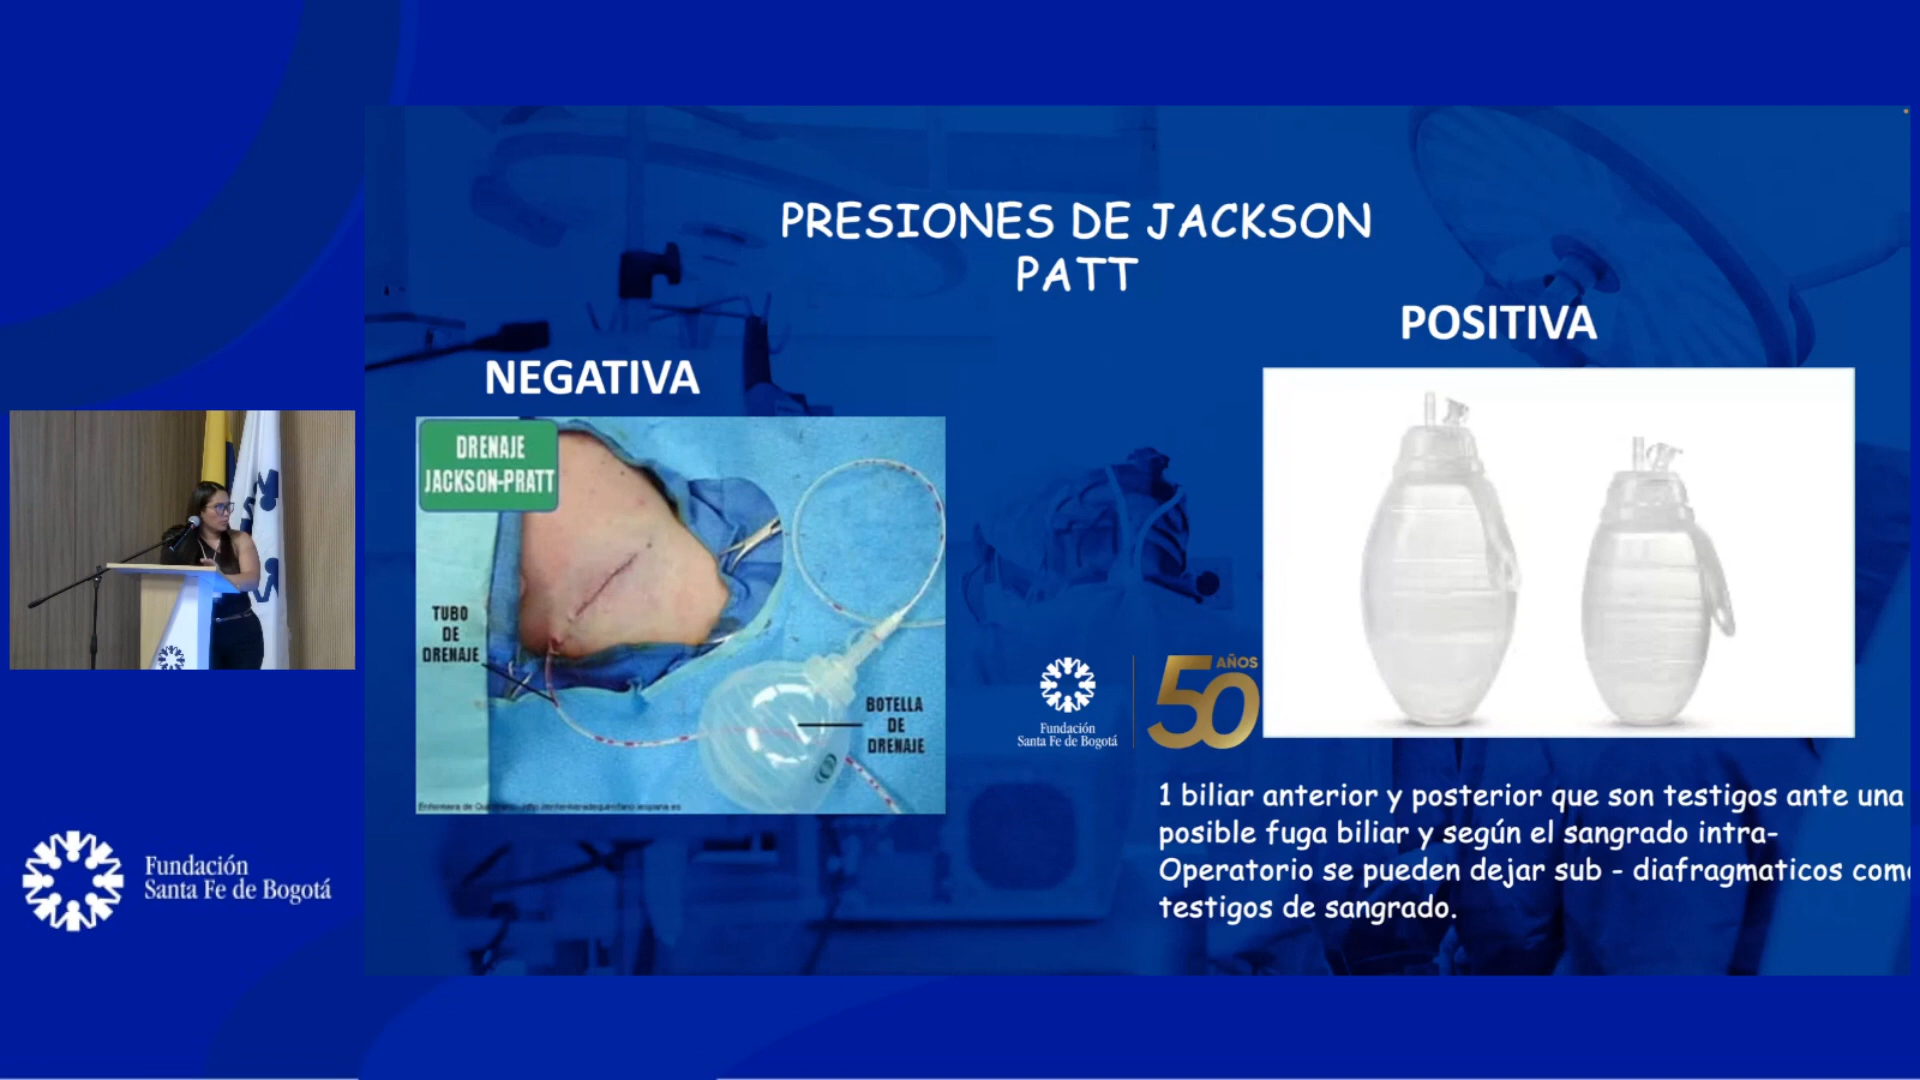 PRESIONES DE JACKSON
PATT
NEGATIVA
POSITIVA
DRENAJE
JACKSON-PRATT
TUBO
DE
DRENAJE
BOTELLA
DE
DRENAJE
Fundación
Santa Fe de Bogotá
50
AÑOS
1 biliar anterior y posterior que son testigos ante una
posible fuga biliar y según el sangrado intra-
Operatorio se pueden dejar sub - diafragmaticos com
testigos de sangrado.
Fundación
Santa Fe de Bogotá